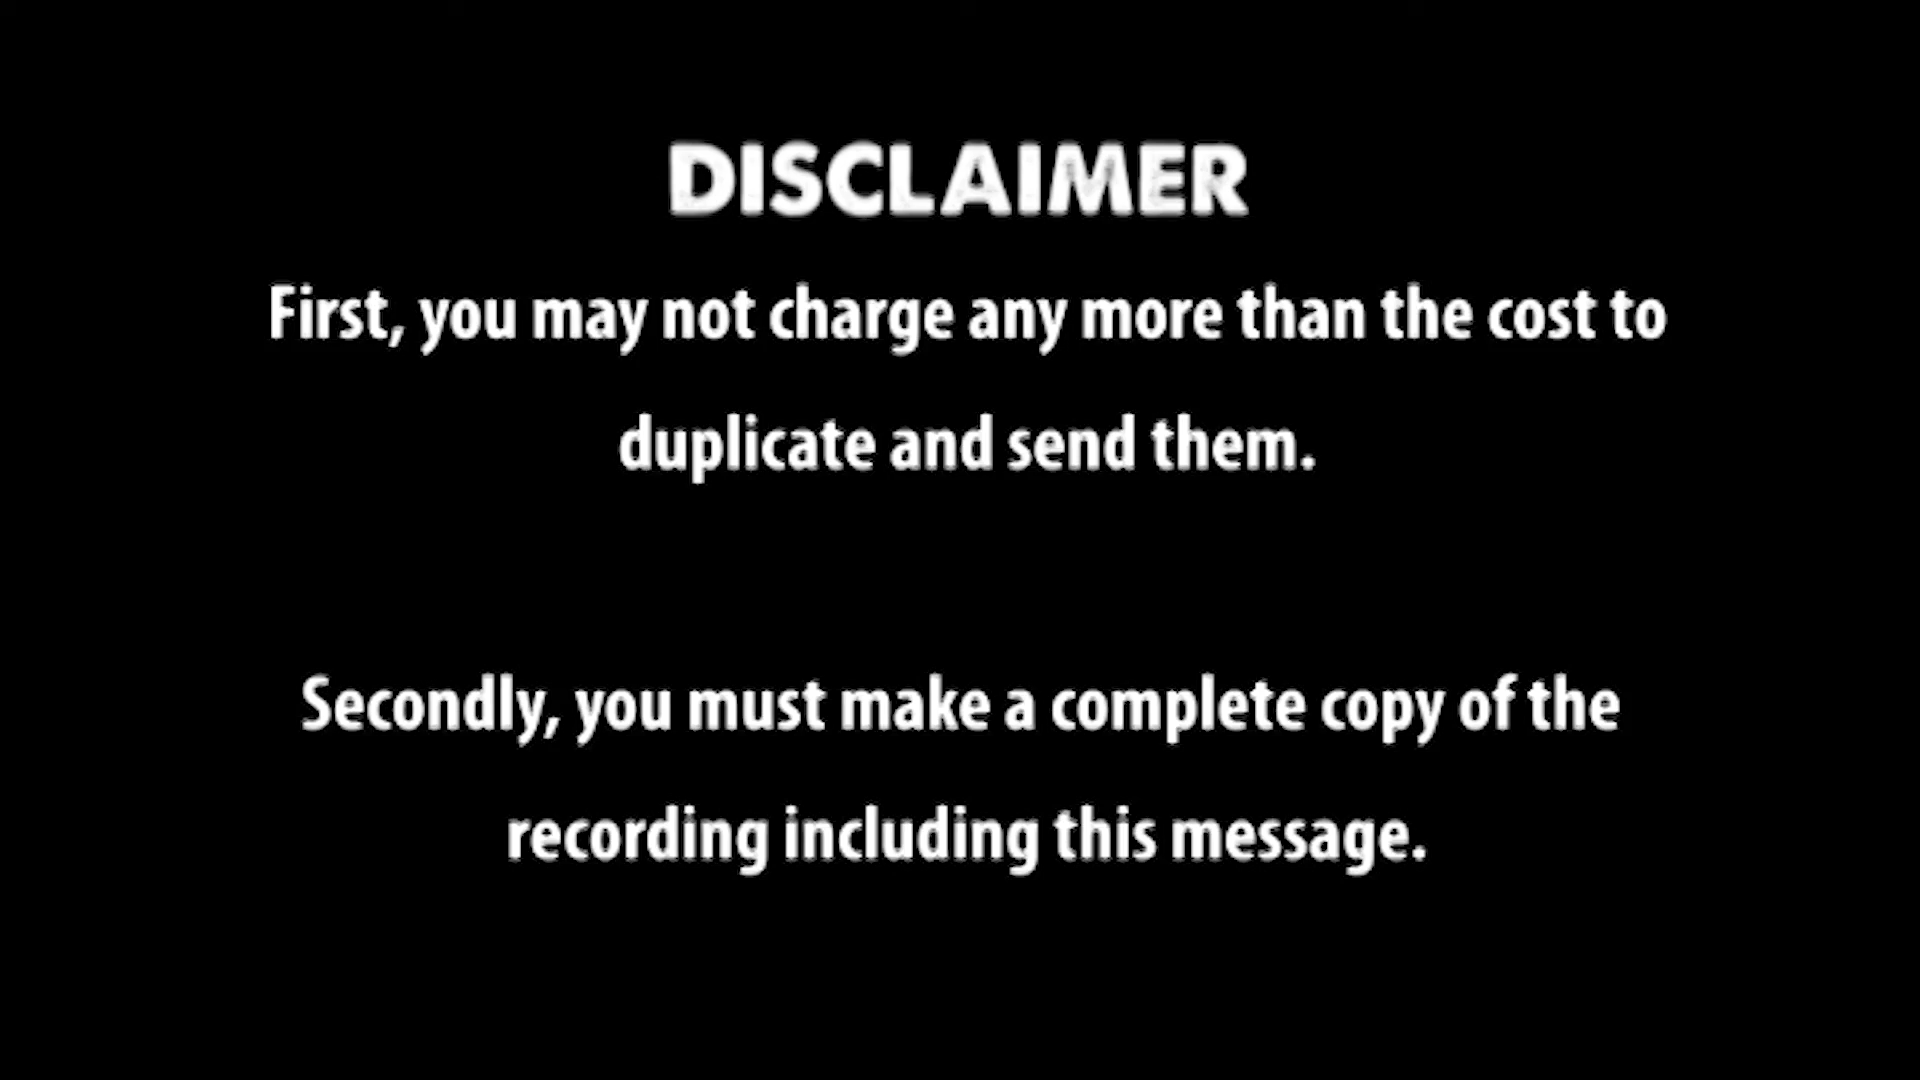 DISCLAIMER
First, you may not charge any more than the cost to
duplicate and send them.
Secondly, you must make a complete copy of the
recording including this message.